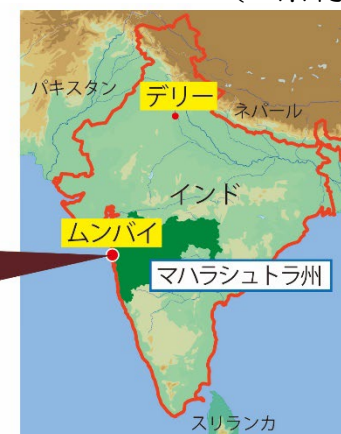 パキスタン
デリー
ネパール
インド
ムンバイ
マハラシュトラ州
スリランカ